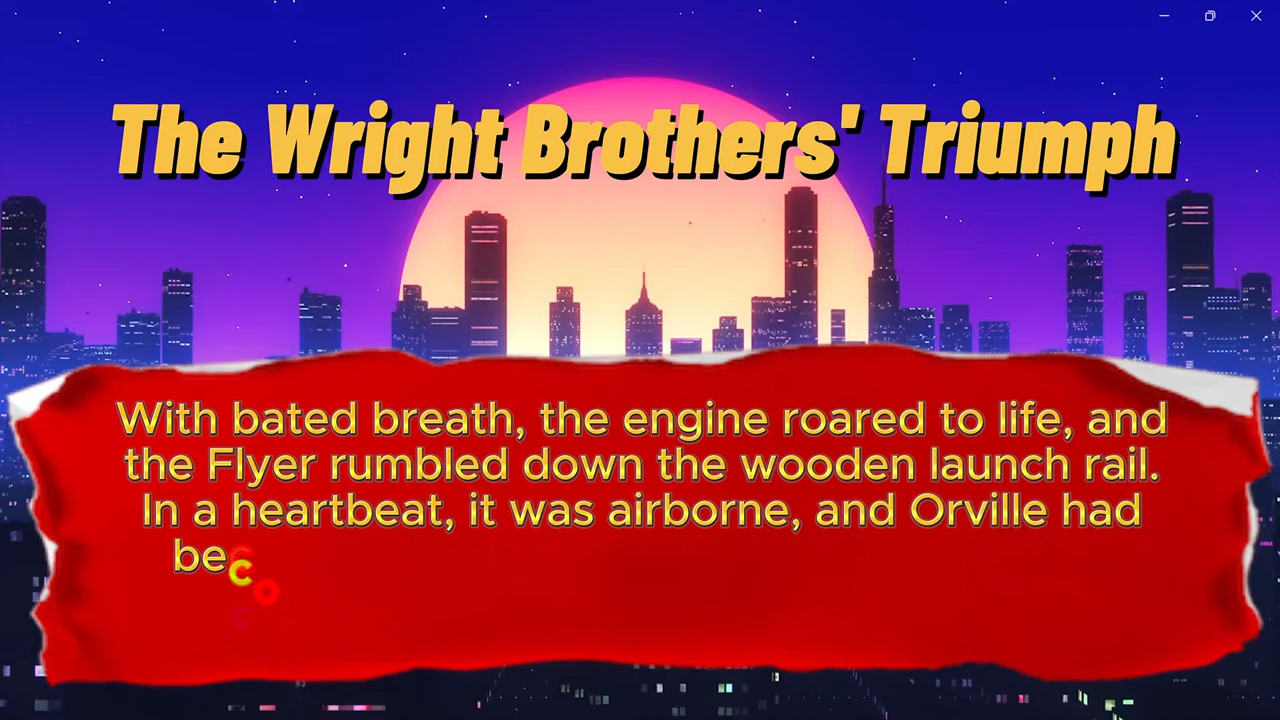 The Wright Brothers' Triumph
With bated breath, the engine roared to life, and
the Flyer rumbled down the wooden launch rail.
In a heartbeat, it was airborne, and Orville had
beco